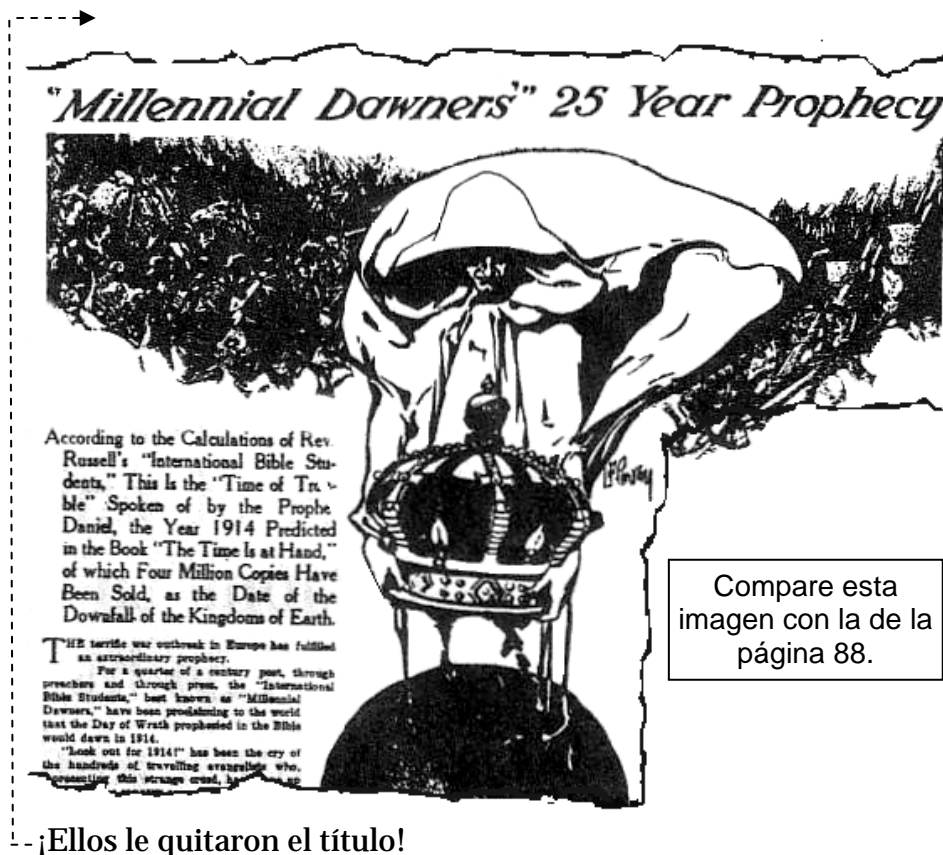 "Millennial Dawners'" 25 Year Prophecy
According to the Calculations of Rev.
Russell's "International Bible Stu-
dents," This Is the "Time of
ble" Spoken of by the Prophe
Daniel, the Year 1914 Predicted
in the Book "The Time Is at Hand,"
of which Four Million Copies Have
Been Sold, as the Date of the
Downfall of the Kingdoms of Earth.
THE terrific war outbreak in Europe has fulfilled
an extraordinary prophecy.
For a quarter of a century past, through
preachers and through press, the "International
Bible Students," best known as "Millennial
Dawners," have been proclaiming to the world
that the Day of Wrath prophesied in the Bible
would dawn in 1914.
"Look out for 1914!" has been the cry of
the hundreds of travelling evangelists who,
representing this strange creed, up
Compare esta
imagen con la de la
página 88.
¡Ellos le quitaron el título!